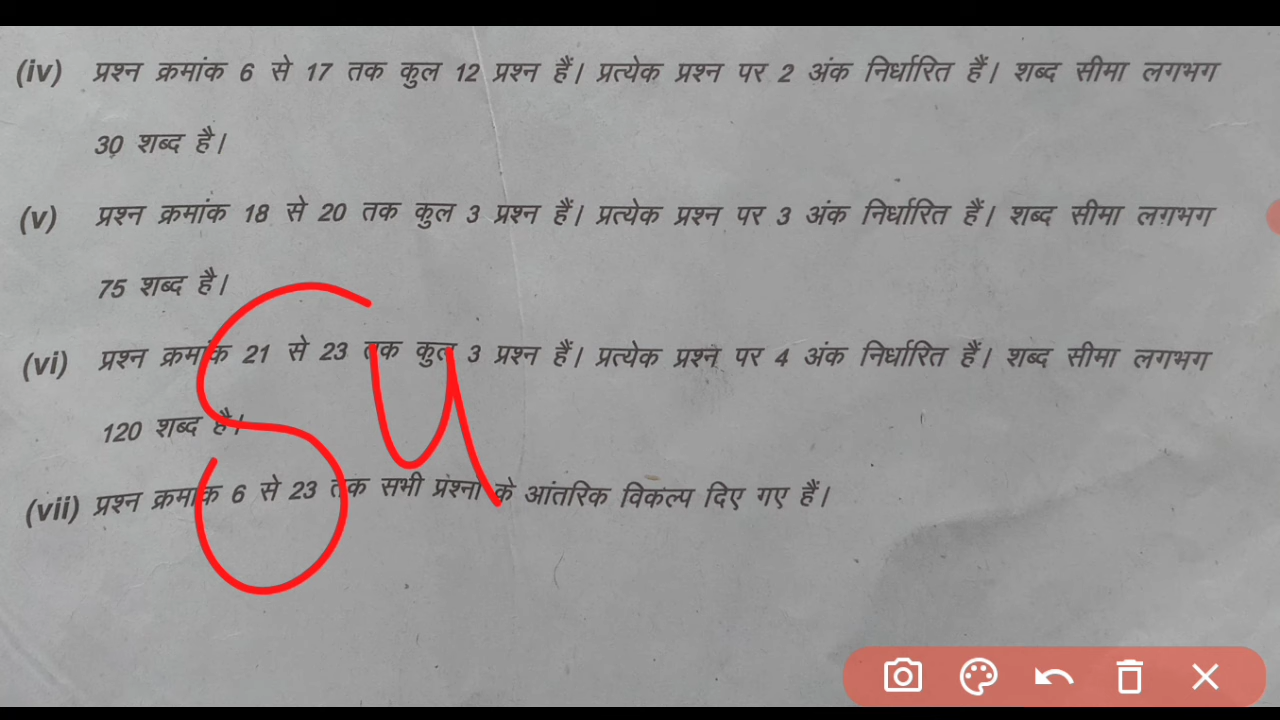 (iv) प्रश्न क्रमांक 6 से 17 तक कुल 12 प्रश्न हैं। प्रत्येक प्रश्न पर 2 अंक निर्धारित हैं। शब्द सीमा लगभग
30 शब्द है।
(v) प्रश्न क्रमांक 18 से 20 तक कुल 3 प्रश्न हैं। प्रत्येक प्रश्न पर 3 अंक निर्धारित हैं। शब्द सीमा लगभग
75 शब्द है।
(vi) प्रश्न क्रमांक 21 से 23 तक कुल 3 प्रश्न हैं। प्रत्येक प्रश्न पर 4 अंक निर्धारित हैं। शब्द सीमा लगभग
120 शब्द है।
(vii) प्रश्न क्रमांक 6 से 23 तक सभी प्रंश्नों के आंतरिक विकल्प दिए गए हैं।
Su